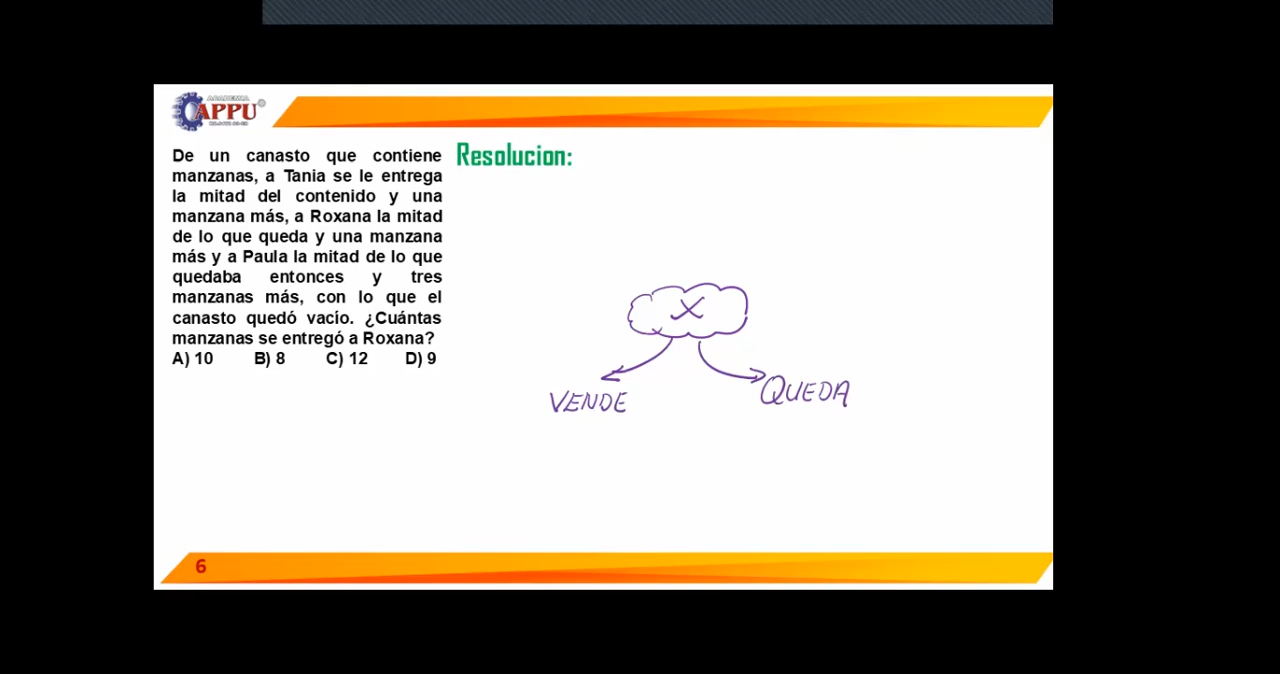 ACADEMIA
APPU
Resolucion:
De un canasto que contiene
manzanas, a Tania se le entrega
la mitad del contenido y una
manzana más, a Roxana la mitad
de lo que queda y una manzana
más y a Paula la mitad de lo que
quedaba entonces y tres
manzanas más, con lo que el
canasto quedó vacío. ¿Cuántas
manzanas se entregó a Roxana?
A) 10 B) 8 C) 12 D) 9
X
VENDE
QUEDA
6